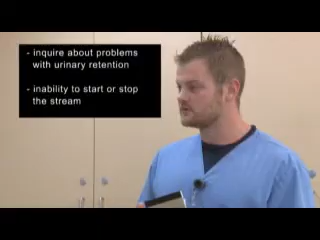 - inquire about problems
with urinary retention
- inability to start or stop
the stream